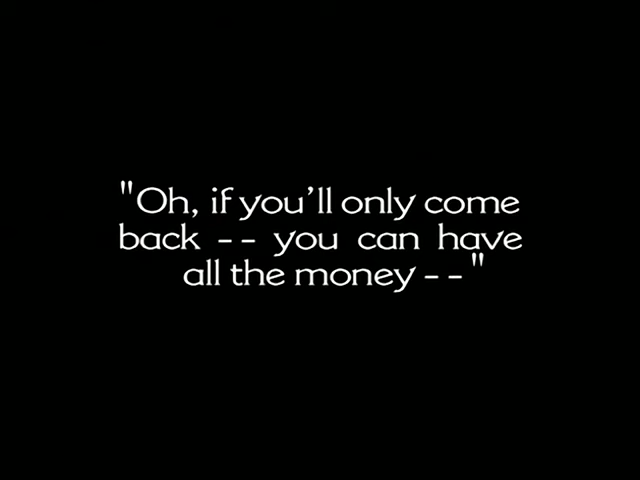 "Oh, if you'll only come
back -- you can have
all the money --"